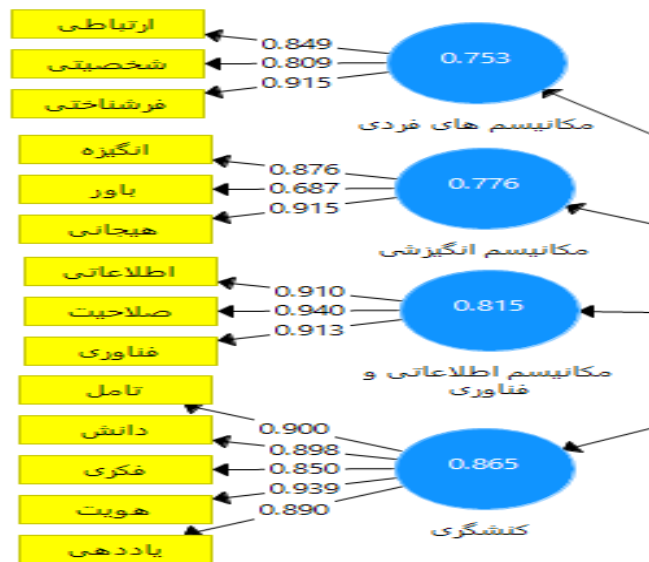 ارتباطی
0.849
شخصیتی
0.809
فرشناختی
0.915
0.753
مکانیسم های فردی
انگیزه
0.876
باور
0.687
هیجانی
0.915
0.776
مکانیسم انگیزشی
اطلاعاتی
0.910
صلاحیت
0.940
فناوری
0.913
0.815
مکانیسم اطلاعاتی و
فناوری
تامل
0.900
دانش
0.898
فکری
0.850
هویت
0.939
یاددهی
0.890
0.865
کنشگری